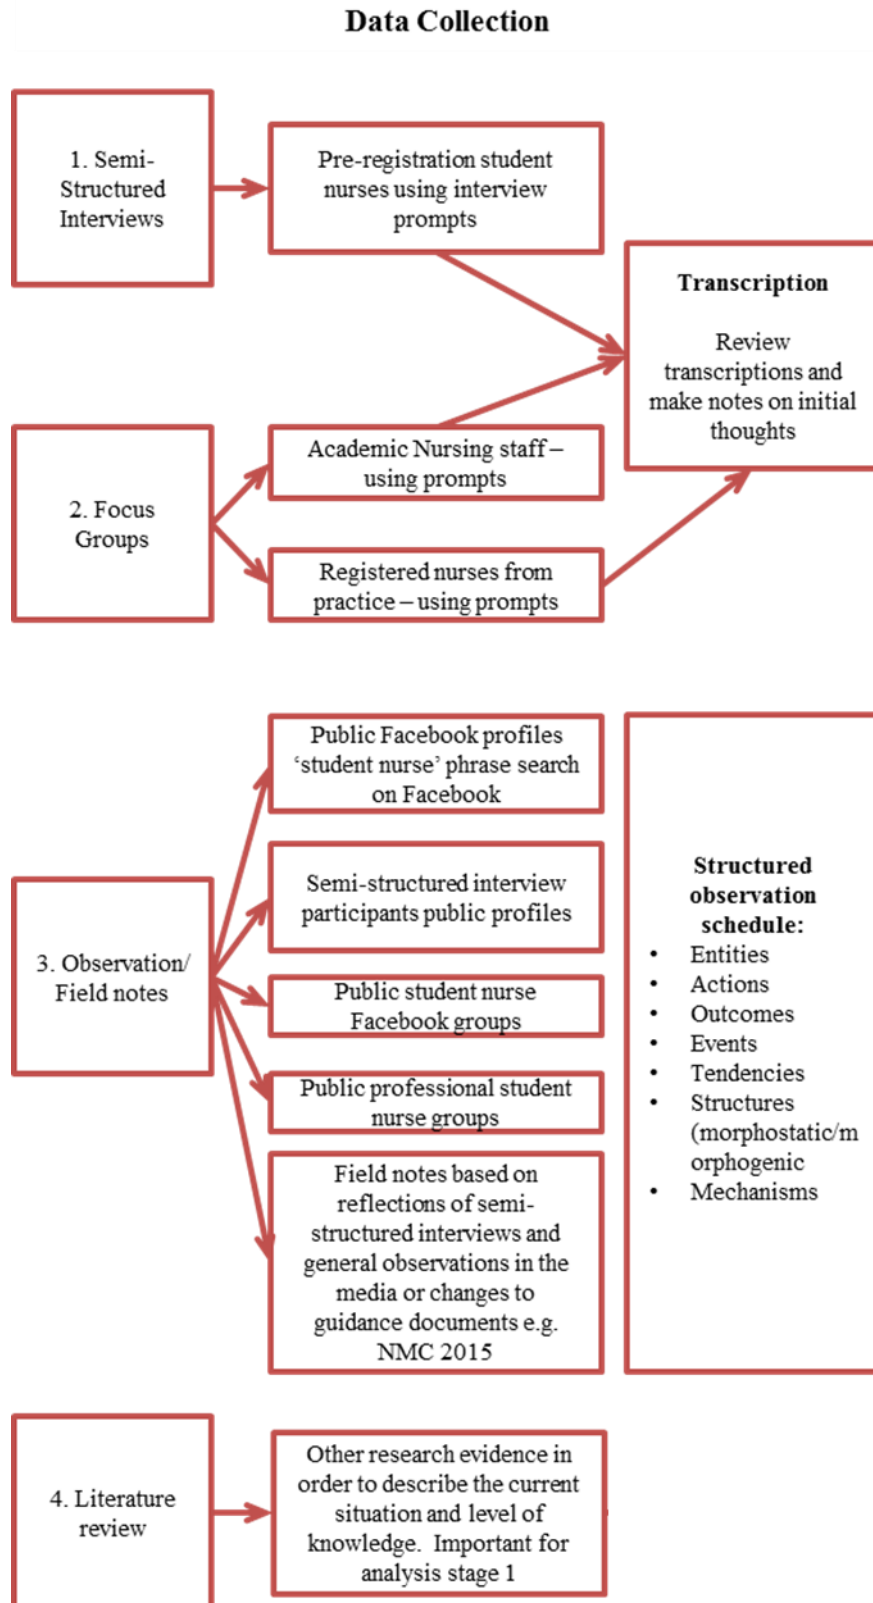 Data Collection
1. Semi-
Structured
Interviews
Pre-registration student
nurses using interview
prompts
Transcription
Review
transcriptions and
make notes on initial
thoughts
2. Focus
Groups
Academic Nursing staff –
using prompts
Registered nurses from
practice – using prompts
3. Observation/
Field notes
Public Facebook profiles
‘student nurse’ phrase search
on Facebook
Semi-structured interview
participants public profiles
Public student nurse
Facebook groups
Public professional student
nurse groups
Field notes based on
reflections of semi-
structured interviews and
general observations in the
media or changes to
guidance documents e.g.
NMC 2015
Structured
observation
schedule:
• Entities
• Actions
• Outcomes
• Events
• Tendencies
• Structures
(morphostatic/m
orphogenic
• Mechanisms
4. Literature
review
Other research evidence in
order to describe the current
situation and level of
knowledge. Important for
analysis stage 1